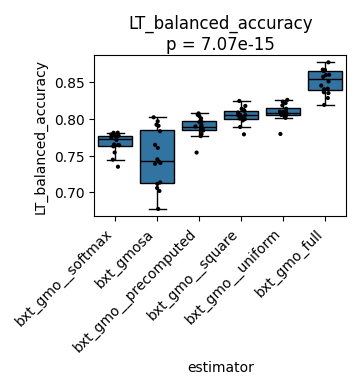 LT_balanced_accuracy
p = 7.07e-15
LT_balanced_accuracy
0.85
0.80
0.75
0.70
bxt_gmo__softmax
bxt_gmosa
bxt_gmo__precomputed
bxt_gmo__square
bxt_gmo__uniform
bxt_gmo_full
estimator